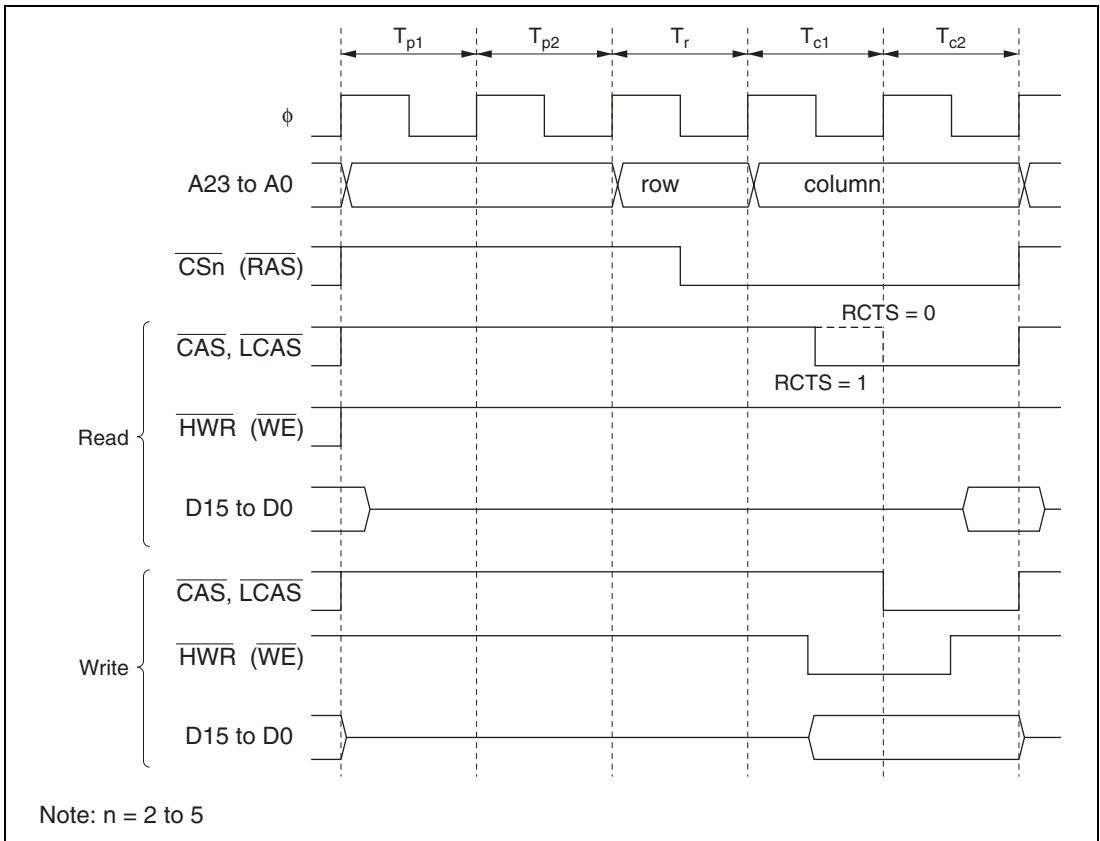 Tp1 Tp2 Tr Tc1 Tc2
ϕ
A23 to A0
row
column
CSn (RAS)
RCTS = 0
CAS, LCAS
RCTS = 1
Read
HWR (WE)
D15 to D0
CAS, LCAS
Write
HWR (WE)
D15 to D0
Note: n = 2 to 5